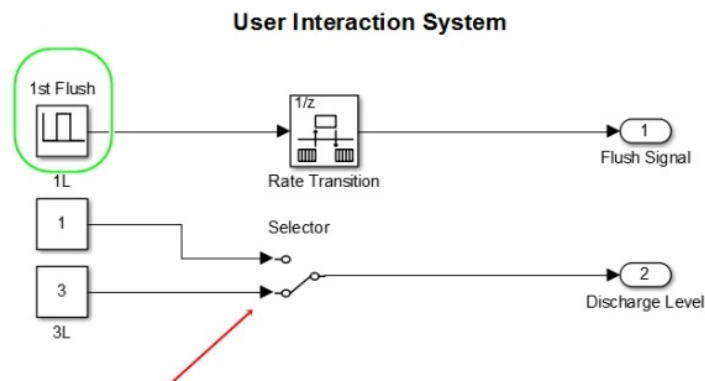 User Interaction System
1st Flush
1/z
1
Flush Signal
Rate Transition
1L
1
Selector
3
2
Discharge Level
3L